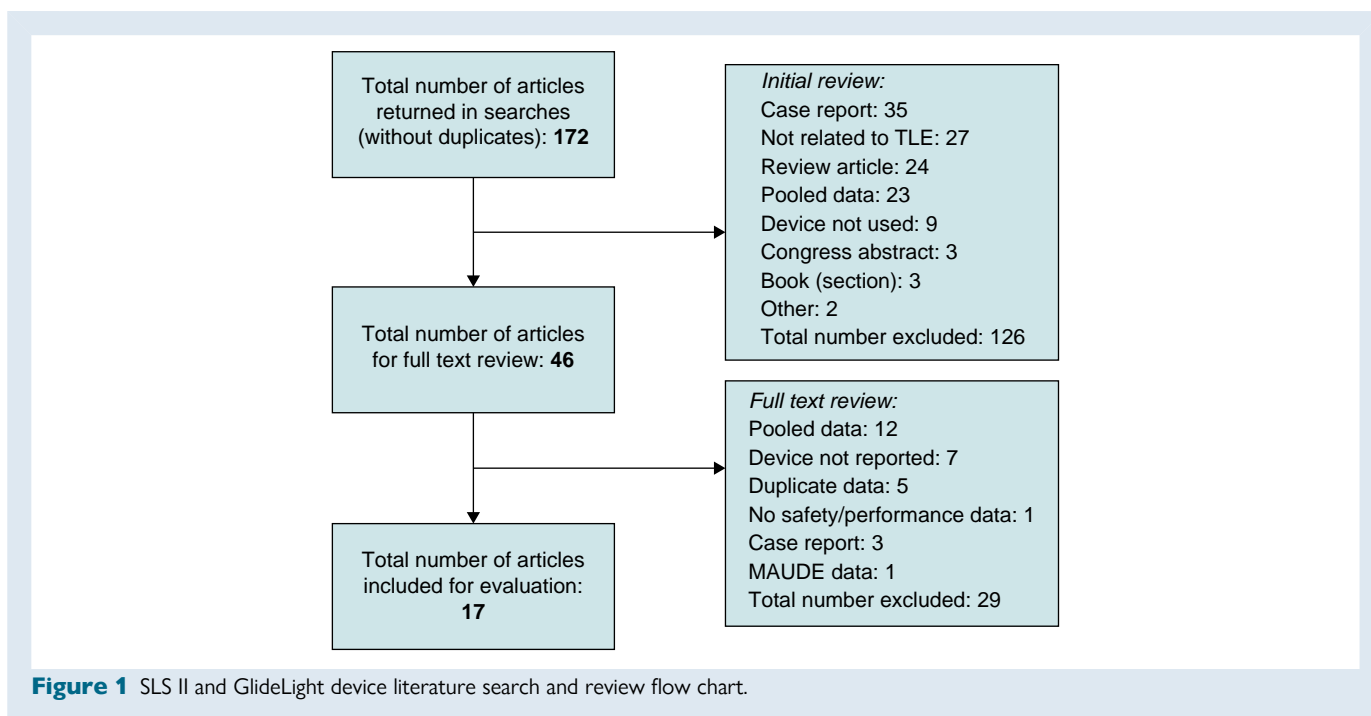 Total number of articles
returned in searches
(without duplicates): 172
Initial review:
Case report: 35
Not related to TLE: 27
Review article: 24
Pooled data: 23
Device not used: 9
Congress abstract: 3
Book (section): 3
Other: 2
Total number excluded: 126
Total number of articles
for full text review: 46
Full text review:
Pooled data: 12
Device not reported: 7
Duplicate data: 5
No safety/performance data: 1
Case report: 3
MAUDE data: 1
Total number excluded: 29
Total number of articles
included for evaluation:
17
Figure 1 SLS II and GlideLight device literature search and review flow chart.